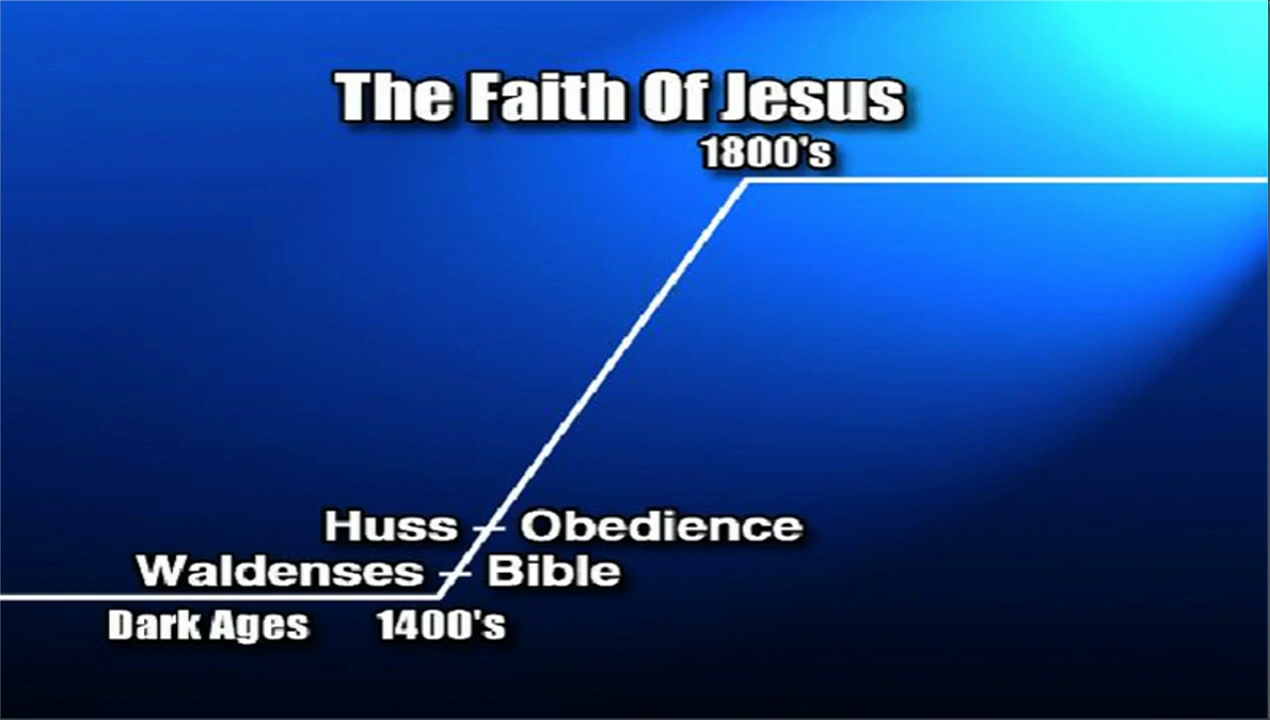 The Faith Of Jesus
1800's
Huss - Obedience
Waldenses - Bible
Dark Ages 1400's